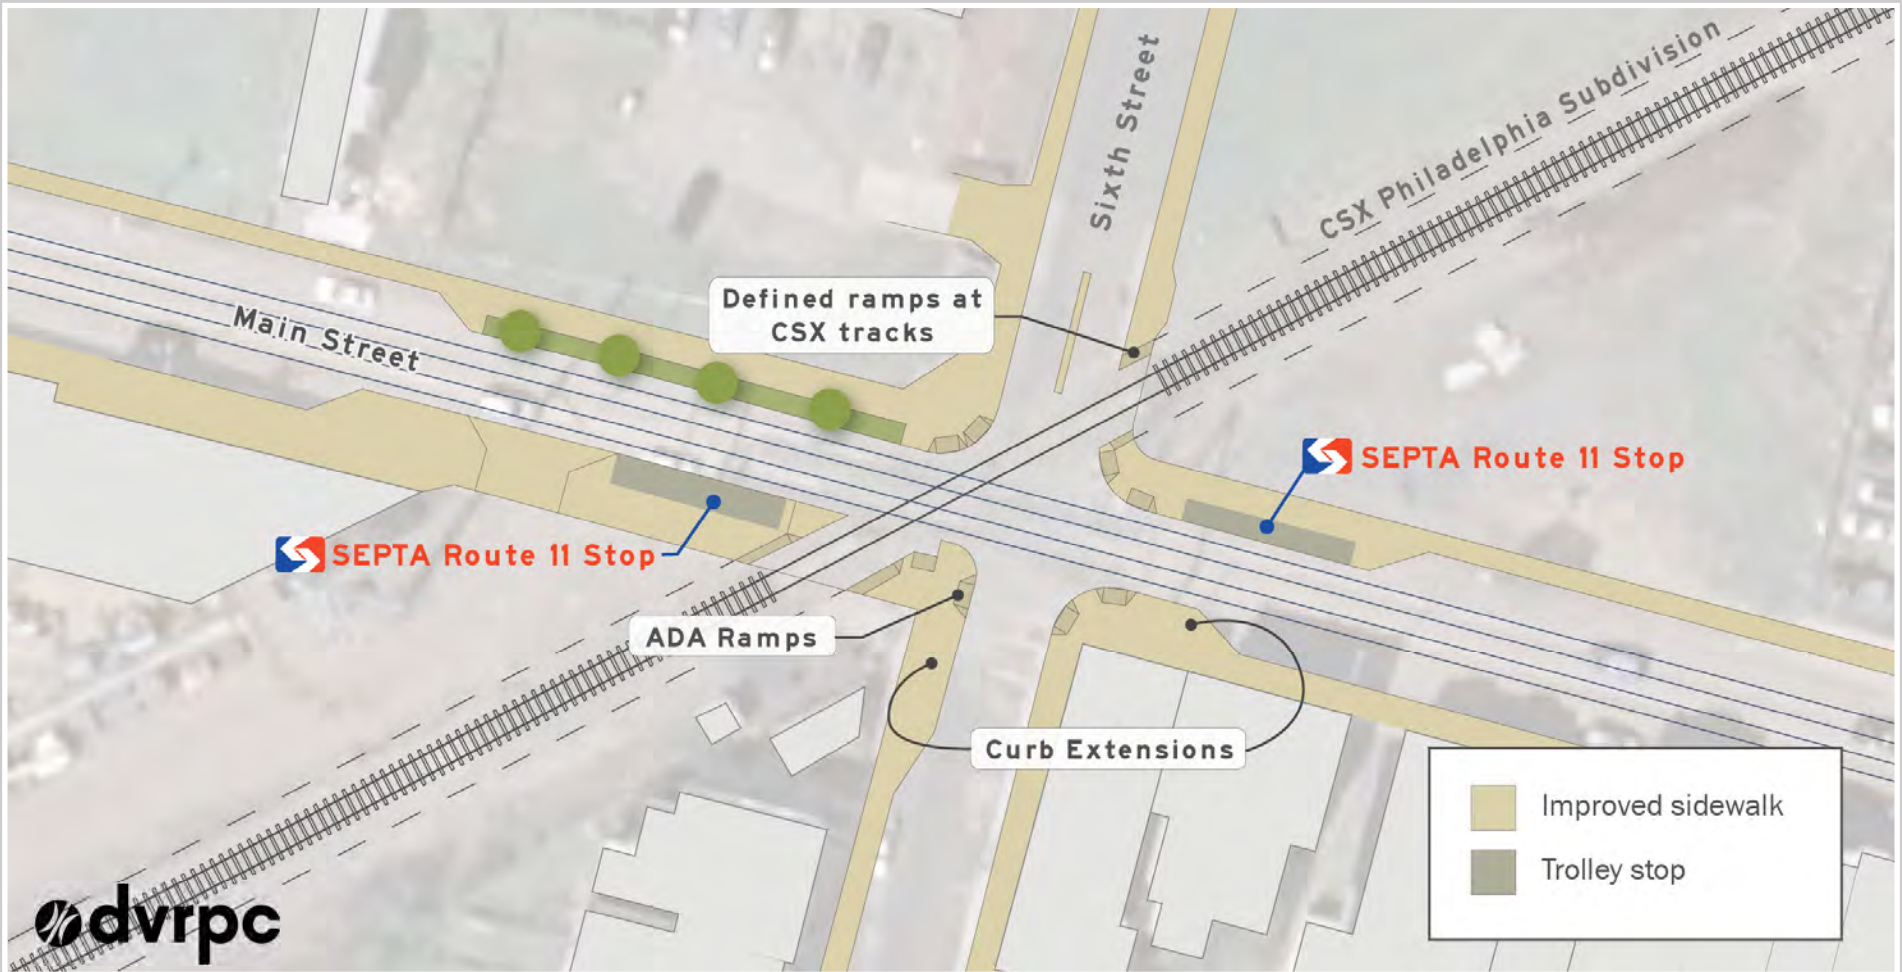 Sixth Street
CSX Philadelphia Subdivision
Main Street
Defined ramps at
CSX tracks
SEPTA Route 11 Stop
SEPTA Route 11 Stop
ADA Ramps
Curb Extensions
Improved sidewalk
Trolley stop
dvrpc